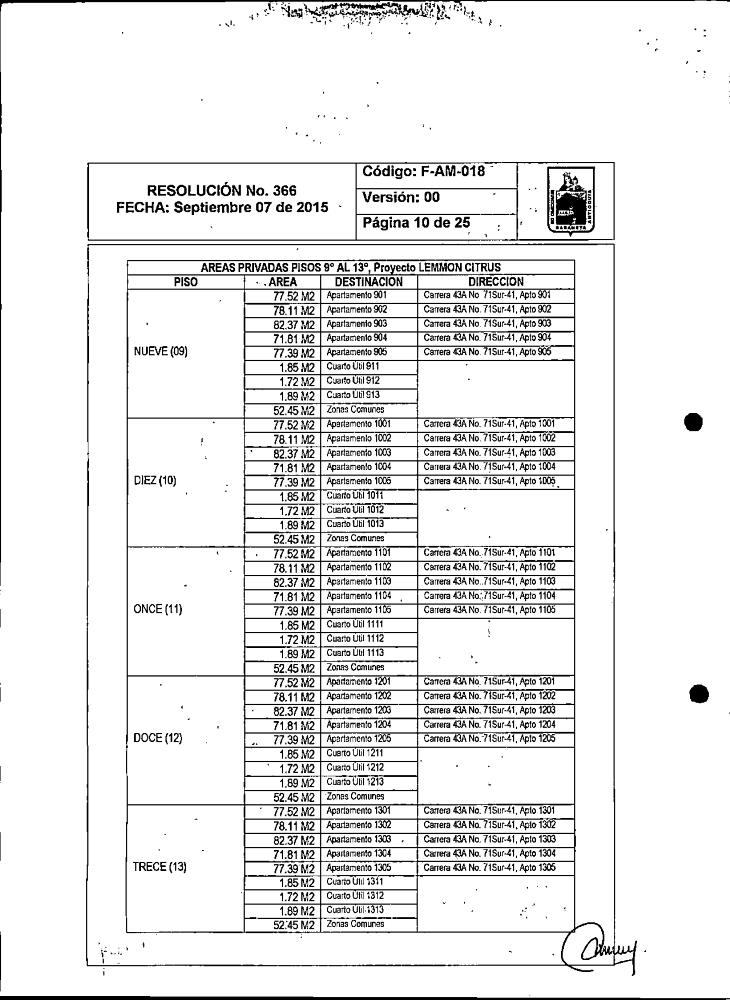 RESOLUCIÓN No. 366
FECHA: Septiembre 07 de 2015
Código: F-AM-018
Versión: 00
Página 10 de 25
SABANETA
ANTIOQUIA
AREAS PRIVADAS PISOS 9º AL 13º, Proyecto LEMMON CITRUS
PISO AREA DESTINACION DIRECCION
NUEVE (09)
77.52 M2 Apartamento 901 Carrera 43A No. 71Sur-41, Apto 901
78.11 M2 Apartamento 902 Carrera 43A No. 71Sur-41, Apto 902
82.37 M2 Apartamento 903 Carrera 43A No. 71Sur-41, Apto 903
71.81 M2 Apartamento 904 Carrera 43A No. 71Sur-41, Apto 904
77.39 M2 Apartamento 905 Carrera 43A No. 71Sur-41, Apto 905
1.85 M2 Cuarto Útil 911
1.72 M2 Cuarto Útil 912
1.89 M2 Cuarto Útil 913
52.45 M2 Zonas Comunes
DIEZ (10)
77.52 M2 Apartamento 1001 Carrera 43A No. 71Sur-41, Apto 1001
78.11 M2 Apartamento 1002 Carrera 43A No. 71Sur-41, Apto 1002
82.37 M2 Apartamento 1003 Carrera 43A No. 71Sur-41, Apto 1003
71.81 M2 Apartamento 1004 Carrera 43A No. 71Sur-41, Apto 1004
77.39 M2 Apartamento 1005 Carrera 43A No. 71Sur-41, Apto 1005
1.85 M2 Cuarto Útil 1011
1.72 M2 Cuarto Útil 1012
1.89 M2 Cuarto Útil 1013
52.45 M2 Zonas Comunes
ONCE (11)
77.52 M2 Apartamento 1101 Carrera 43A No. 71Sur-41, Apto 1101
78.11 M2 Apartamento 1102 Carrera 43A No. 71Sur-41, Apto 1102
82.37 M2 Apartamento 1103 Carrera 43A No. 71Sur-41, Apto 1103
71.81 M2 Apartamento 1104 Carrera 43A No. 71Sur-41, Apto 1104
77.39 M2 Apartamento 1105 Carrera 43A No. 71Sur-41, Apto 1105
1.85 M2 Cuarto Útil 1111
1.72 M2 Cuarto Útil 1112
1.89 M2 Cuarto Útil 1113
52.45 M2 Zonas Comunes
DOCE (12)
77.52 M2 Apartamento 1201 Carrera 43A No. 71Sur-41, Apto 1201
78.11 M2 Apartamento 1202 Carrera 43A No. 71Sur-41, Apto 1202
82.37 M2 Apartamento 1203 Carrera 43A No. 71Sur-41, Apto 1203
71.81 M2 Apartamento 1204 Carrera 43A No. 71Sur-41, Apto 1204
77.39 M2 Apartamento 1205 Carrera 43A No. 71Sur-41, Apto 1205
1.85 M2 Cuarto Útil 1211
1.72 M2 Cuarto Útil 1212
1.89 M2 Cuarto Útil 1213
52.45 M2 Zonas Comunes
TRECE (13)
77.52 M2 Apartamento 1301 Carrera 43A No. 71Sur-41, Apto 1301
78.11 M2 Apartamento 1302 Carrera 43A No. 71Sur-41, Apto 1302
82.37 M2 Apartamento 1303 Carrera 43A No. 71Sur-41, Apto 1303
71.81 M2 Apartamento 1304 Carrera 43A No. 71Sur-41, Apto 1304
77.39 M2 Apartamento 1305 Carrera 43A No. 71Sur-41, Apto 1305
1.85 M2 Cuarto Útil 1311
1.72 M2 Cuarto Útil 1312
1.89 M2 Cuarto Útil 1313
52.45 M2 Zonas Comunes